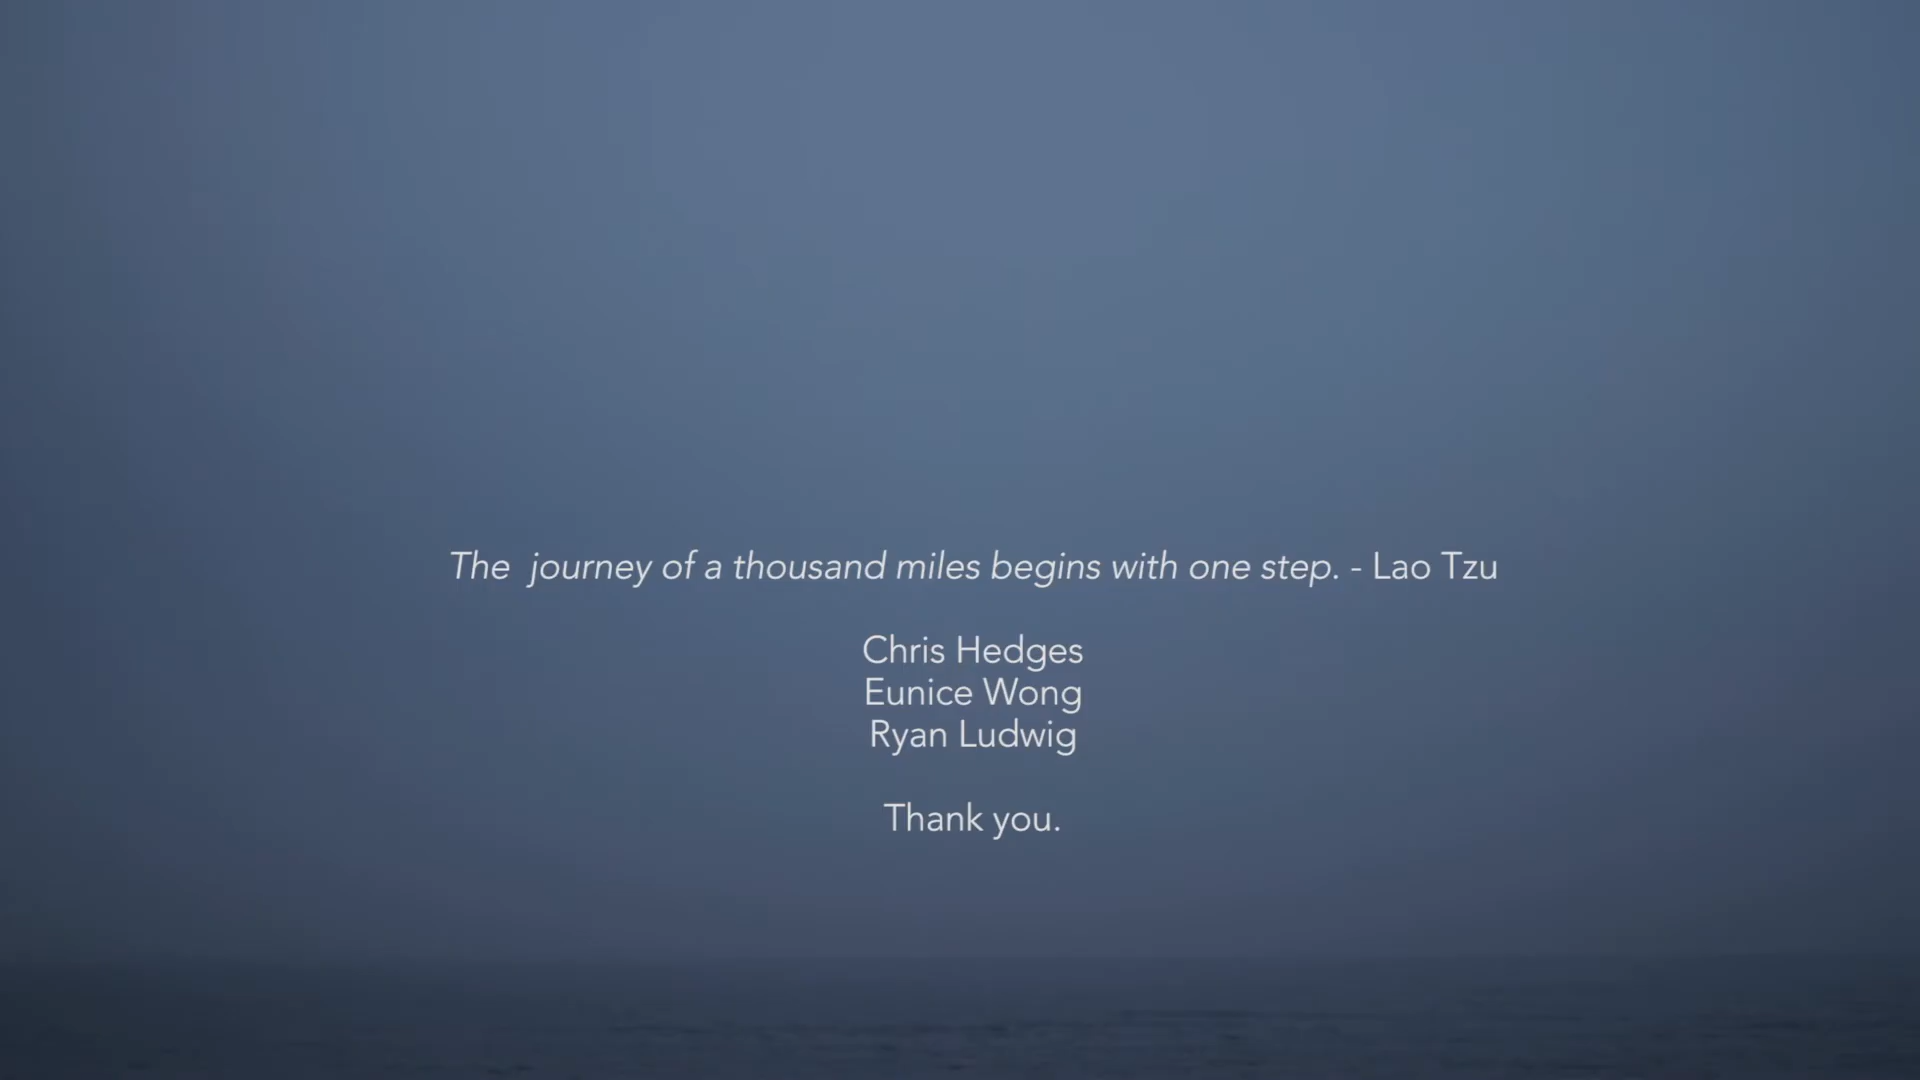 The journey of a thousand miles begins with one step. - Lao Tzu
Chris Hedges
Eunice Wong
Ryan Ludwig
Thank you.